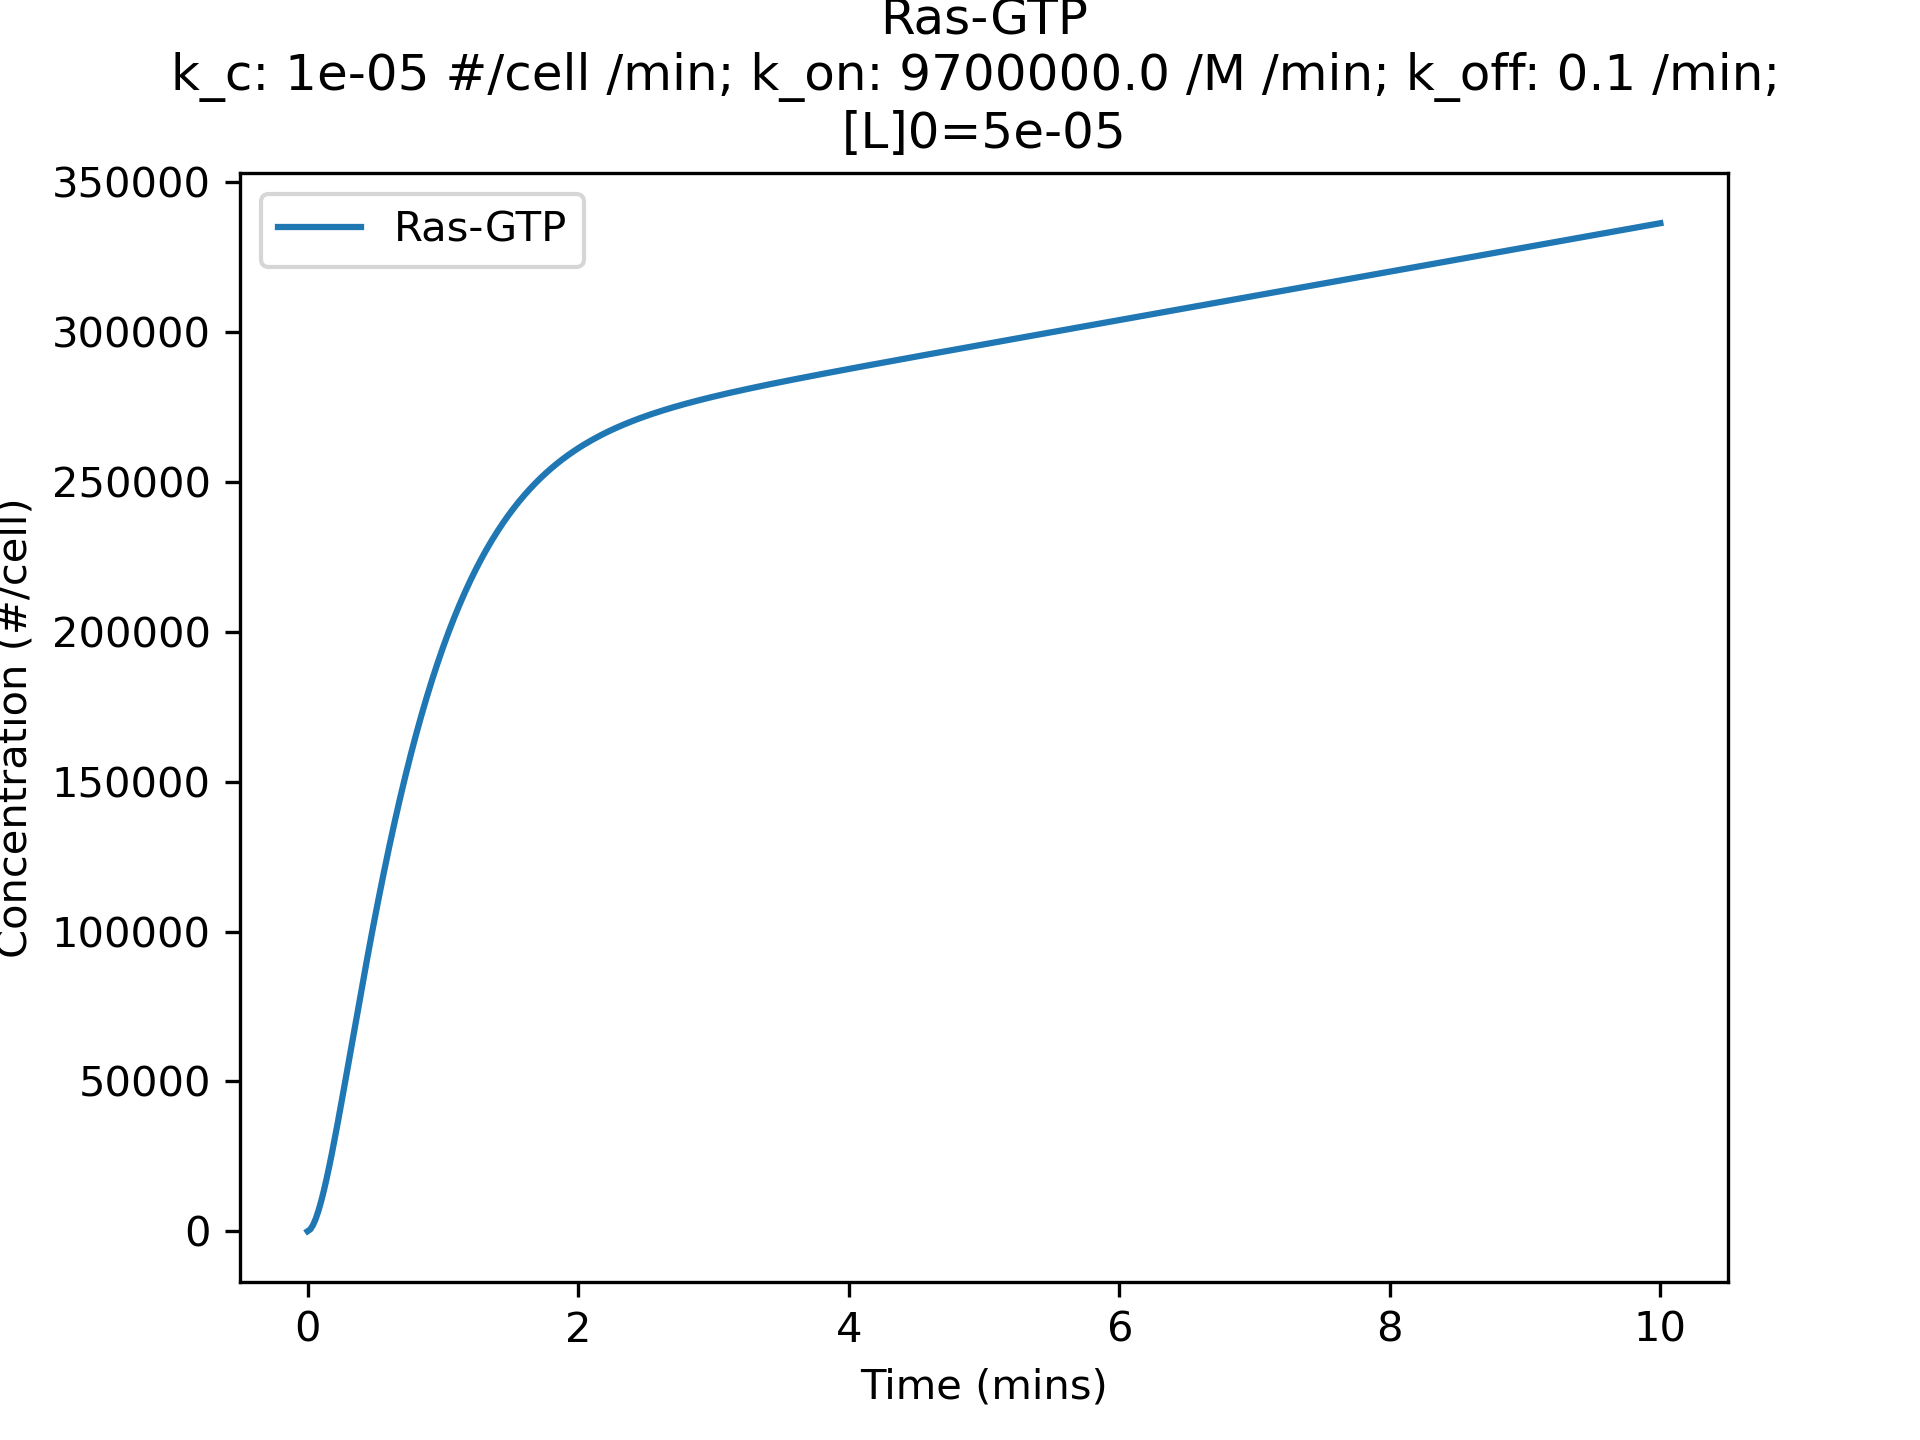 Ras-GTP
k_c: 1e-05 #/cell /min; k_on: 9700000.0 /M /min; k_off: 0.1 /min;
[L]0=5e-05
Ras-GTP
Concentration (#/cell)
350000
300000
250000
200000
150000
100000
50000
0
0 2 4 6 8 10
Time (mins)